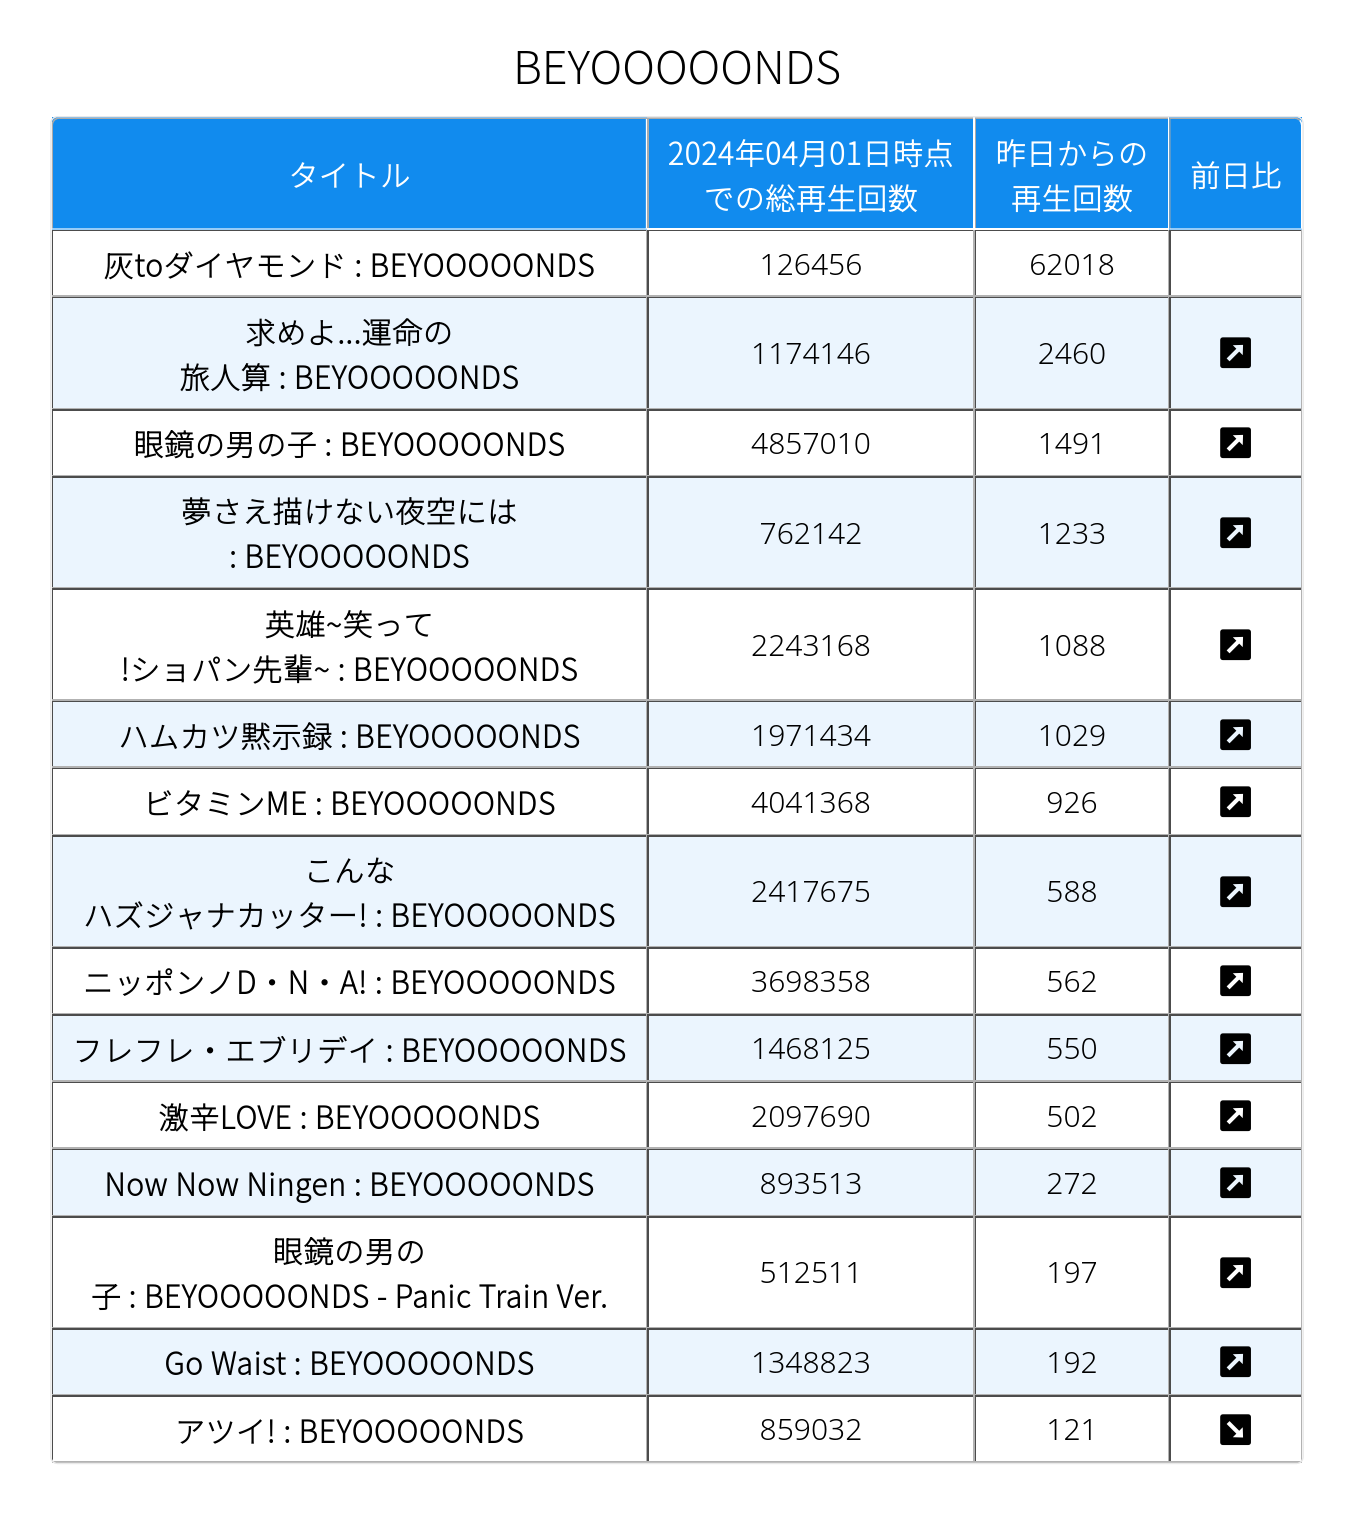 BEYOOOOONDS
タイトル
2024年04月01日時点
での総再生回数
昨日からの
再生回数
前日比
灰toダイヤモンド : BEYOOOOONDS
126456
62018
求めよ...運命の
旅人算 : BEYOOOOONDS
1174146
2460
眼鏡の男の子 : BEYOOOOONDS
4857010
1491
夢さえ描けない夜空には
: BEYOOOOONDS
762142
1233
英雄~笑って
!ショパン先輩~ : BEYOOOOONDS
2243168
1088
ハムカツ黙示録 : BEYOOOOONDS
1971434
1029
ビタミンME : BEYOOOOONDS
4041368
926
こんな
ハズジャナカッター! : BEYOOOOONDS
2417675
588
ニッポンノD・N・A! : BEYOOOOONDS
3698358
562
フレフレ・エブリデイ : BEYOOOOONDS
1468125
550
激辛LOVE : BEYOOOOONDS
2097690
502
Now Now Ningen : BEYOOOOONDS
893513
272
眼鏡の男の
子 : BEYOOOOONDS - Panic Train Ver.
512511
197
Go Waist : BEYOOOOONDS
1348823
192
アツイ! : BEYOOOOONDS
859032
121